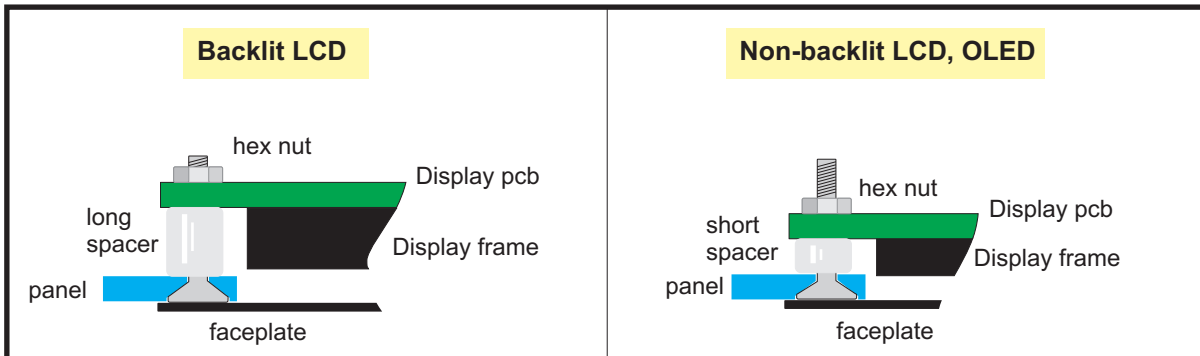 Backlit LCD
hex nut
Display pcb
long
spacer
Display frame
panel
faceplate
Non-backlit LCD, OLED
hex nut
Display pcb
short
spacer
Display frame
panel
faceplate